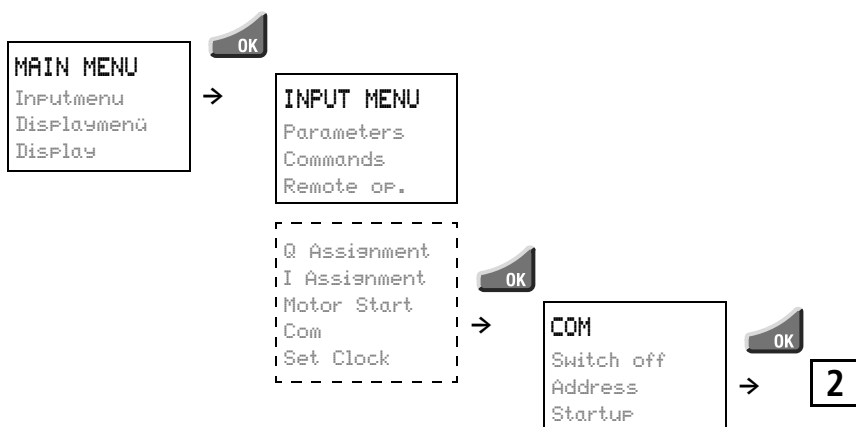 OK
MAIN MENU
Inputmenu
Displaymenü
Display
→
INPUT MENU
Parameters
Commands
Remote op.
Q Assignment
I Assignment
Motor Start
Com
Set Clock
OK
→
COM
Switch off
Address
Startup
OK
→
2